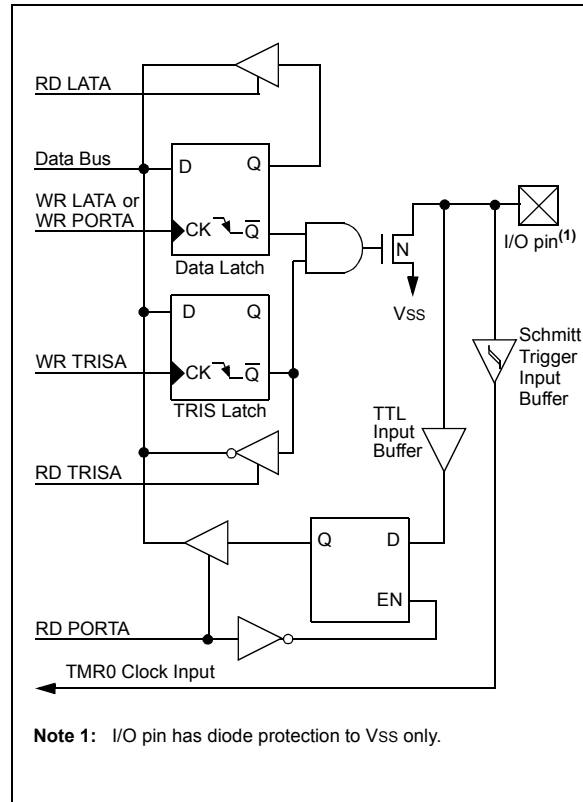 RD LATA
Data Bus
D Q
WR LATA or
WR PORTA
CK Q
Data Latch
N
I/O pin(1)
VSS
D Q
WR TRISA
CK Q
TRIS Latch
Schmitt
Trigger
Input
Buffer
TTL
Input
Buffer
RD TRISA
Q D
EN
RD PORTA
TMR0 Clock Input
Note 1: I/O pin has diode protection to VSS only.